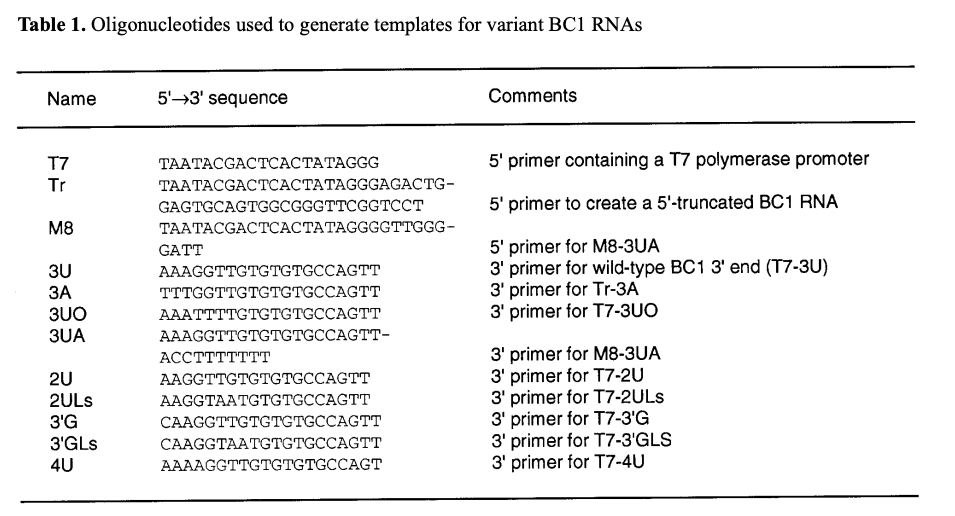 Table 1. Oligonucleotides used to generate templates for variant BC1 RNAs
Name 5'→3' sequence Comments
T7 TAATACGACTCACTATAGGG 5' primer containing a T7 polymerase promoter
Tr TAATACGACTCACTATAGGGAGACTG-
GAGTGCAGTGGCGGGTTCGGTCCT 5' primer to create a 5'-truncated BC1 RNA
M8 TAATACGACTCACTATAGGGGTTGGG-
GATT 5' primer for M8-3UA
3U AAAGGTTGTGTGTGCCAGTT 3' primer for wild-type BC1 3' end (T7-3U)
3A TTTGGTTGTGTGTGCCAGTT 3' primer for Tr-3A
3UO AAATTTTGTGTGTGCCAGTT 3' primer for T7-3UO
3UA AAAGGTTGTGTGTGCCAGTT-
ACCTTTTTTT 3' primer for M8-3UA
2U AAGGTTGTGTGTGCCAGTT 3' primer for T7-2U
2ULs AAGGTAATGTGTGCCAGTT 3' primer for T7-2ULs
3'G CAAGGTTGTGTGTGCCAGTT 3' primer for T7-3'G
3'GLs CAAGGTAATGTGTGCCAGTT 3' primer for T7-3'GLS
4U AAAAGGTTGTGTGTGCCAGT 3' primer for T7-4U